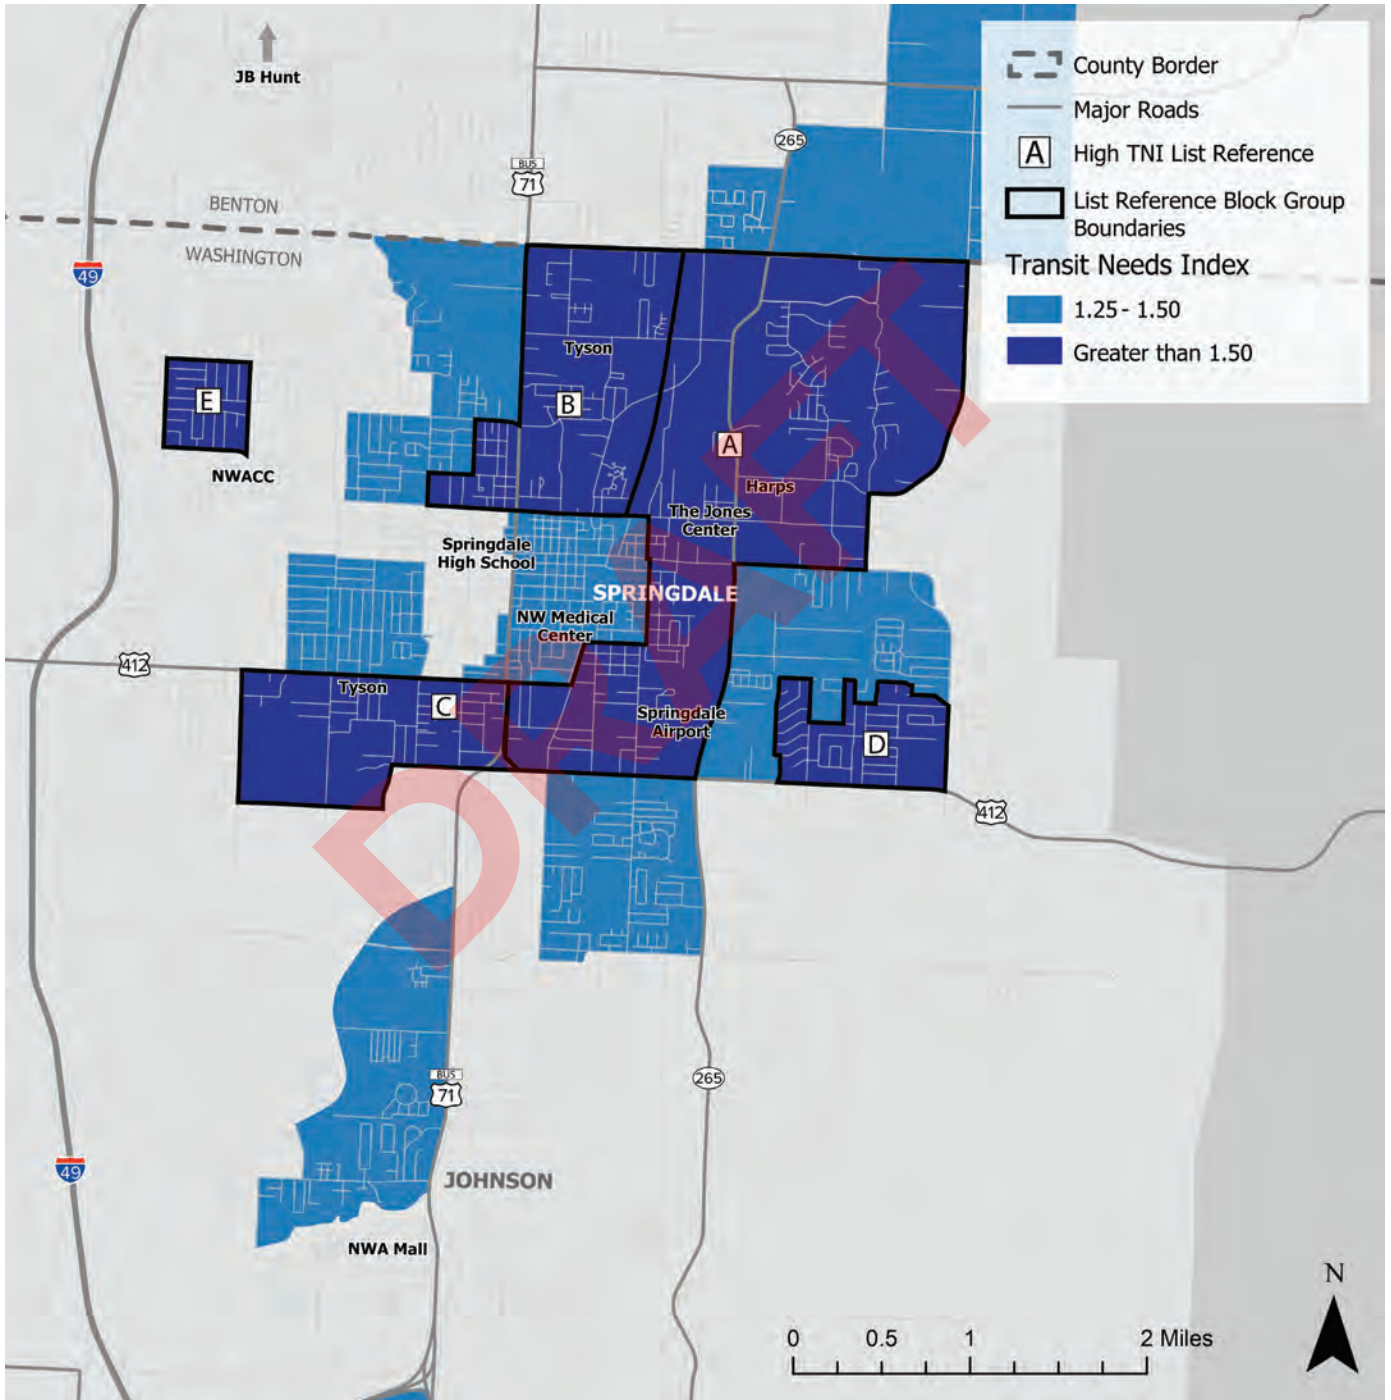 JB Hunt
County Border
Major Roads
A High TNI List Reference
List Reference Block Group
Boundaries
Transit Needs Index
1.25 - 1.50
Greater than 1.50
265
BUS
71
BENTON
WASHINGTON
49
Tyson
E
B
A
NWACC
Harps
The Jones
Center
Springdale
High School
SPRINGDALE
NW Medical
Center
412
Tyson
C
Springdale
Airport
D
412
DRAFT
BUS
71
265
49
JOHNSON
NWA Mall
N
0 0.5 1 2 Miles